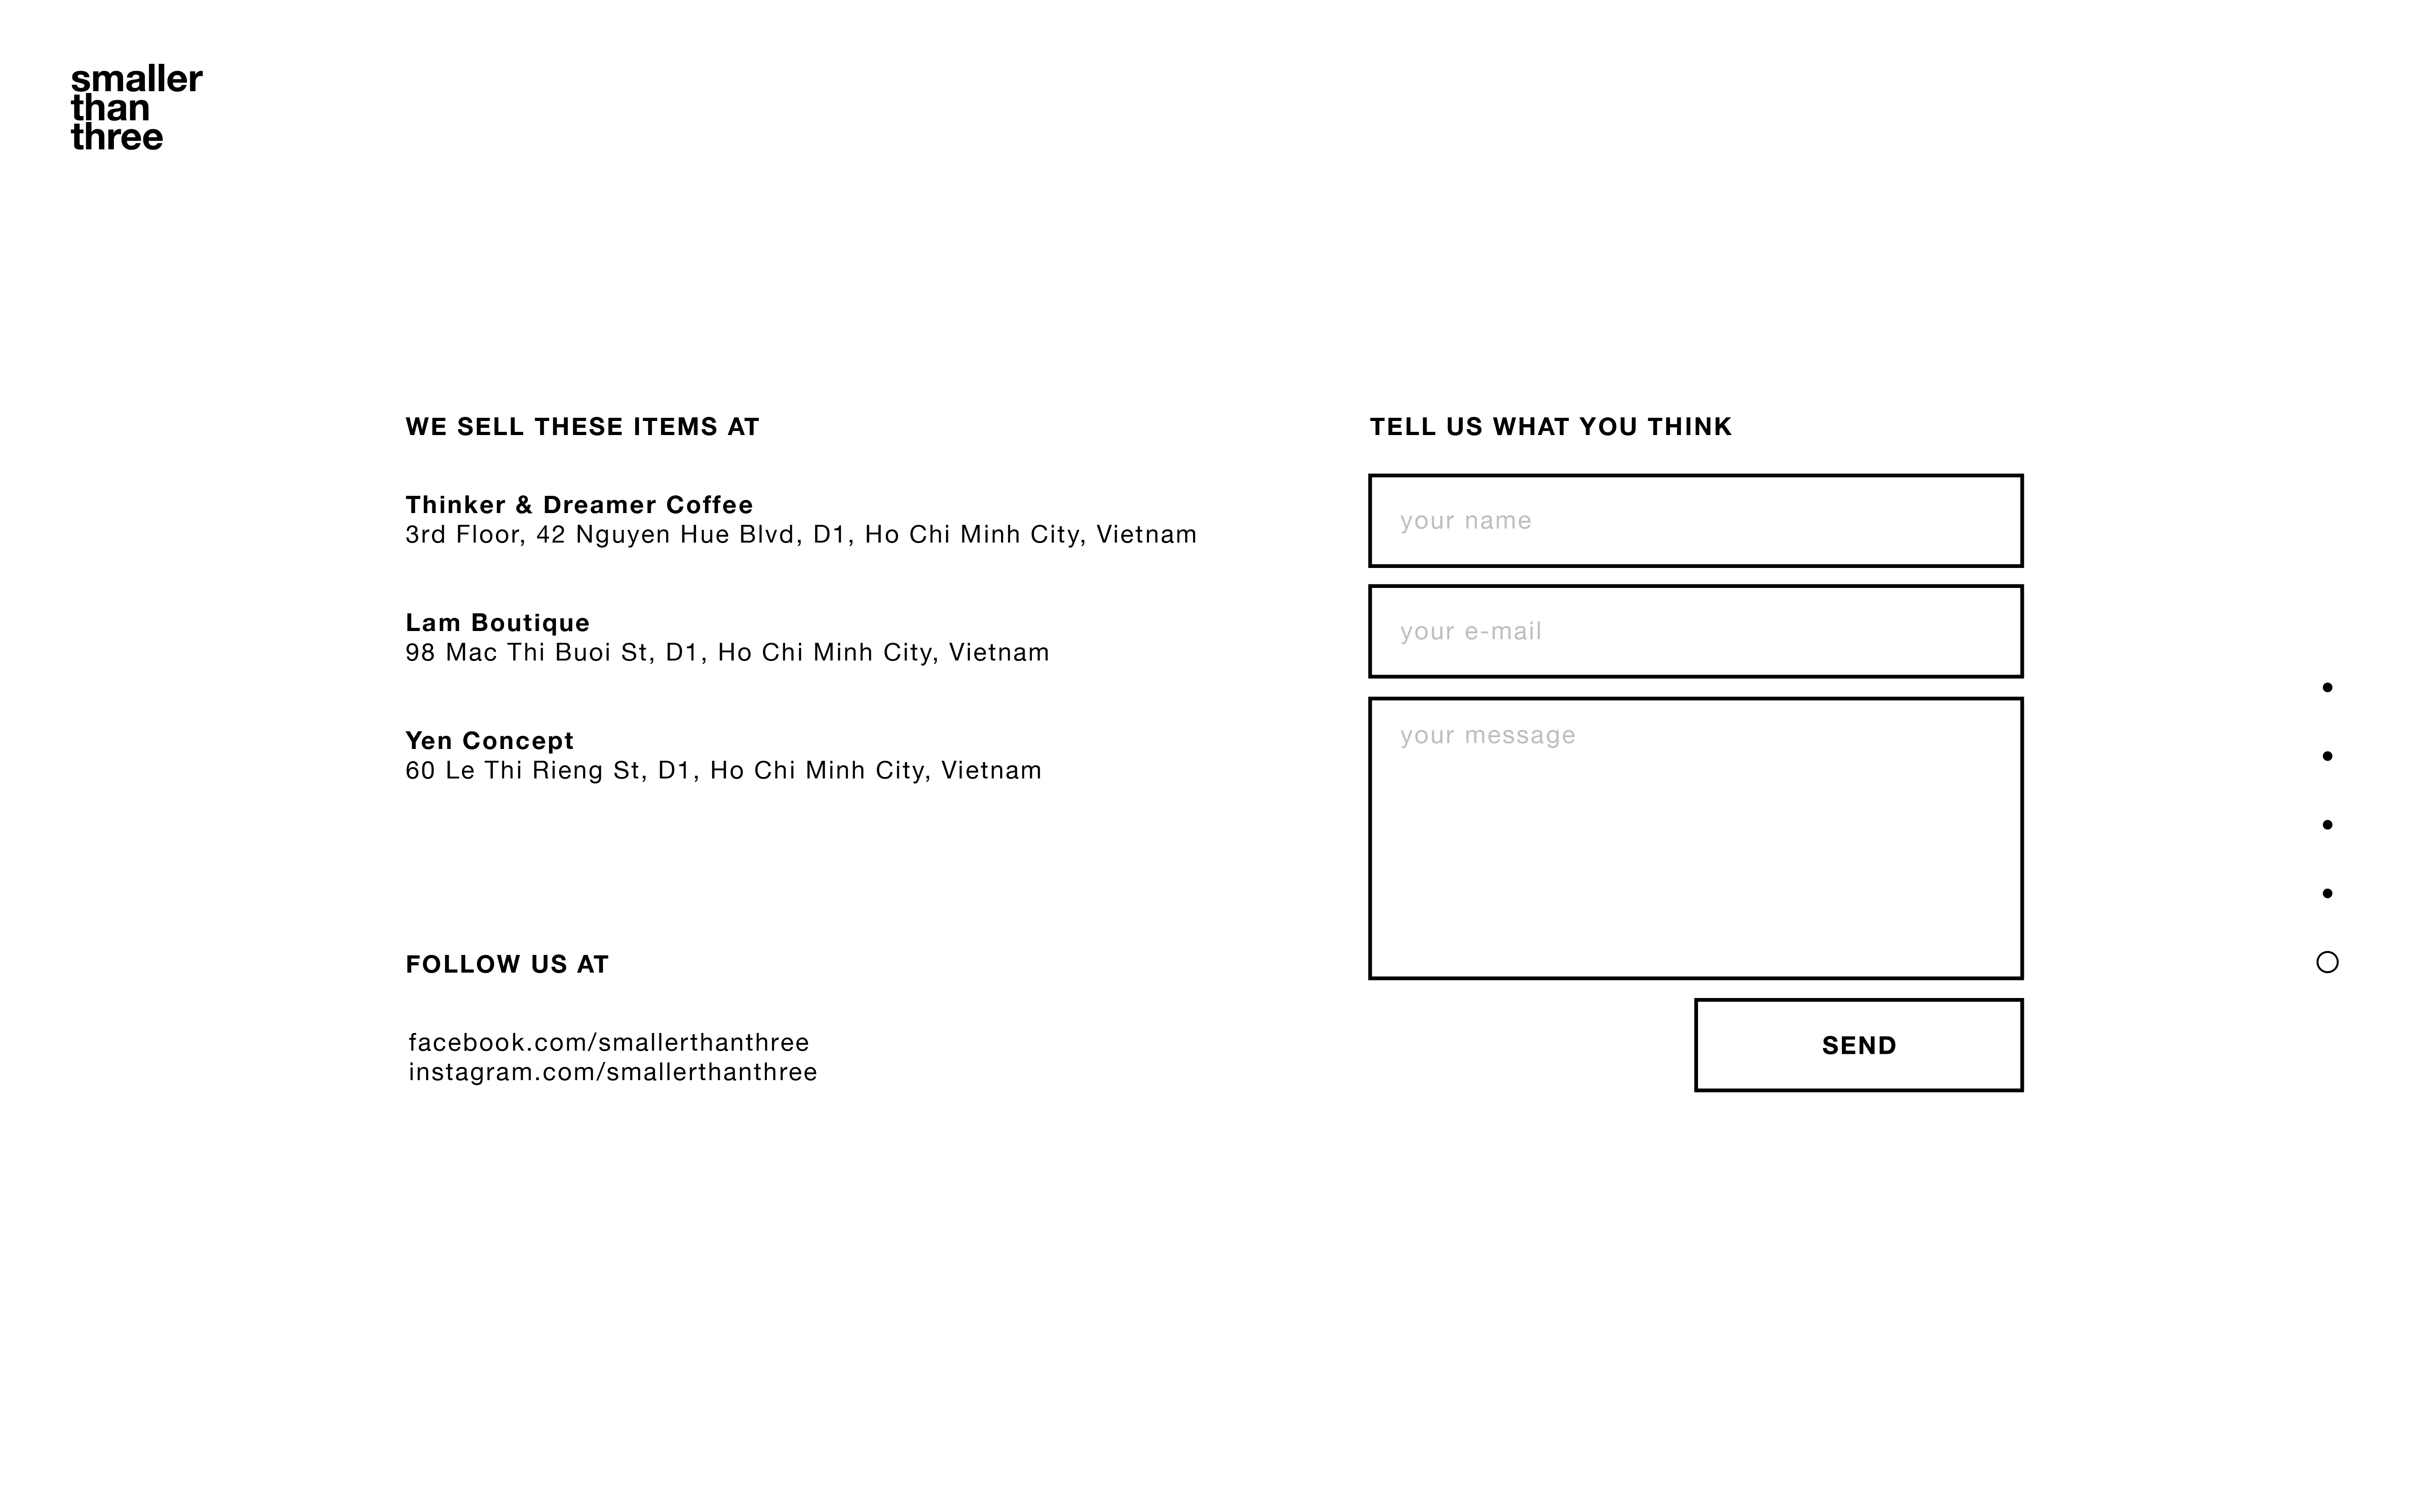 smaller
than
three
WE SELL THESE ITEMS AT
Thinker & Dreamer Coffee
3rd Floor, 42 Nguyen Hue Blvd, D1, Ho Chi Minh City, Vietnam
Lam Boutique
98 Mac Thi Buoi St, D1, Ho Chi Minh City, Vietnam
Yen Concept
60 Le Thi Rieng St, D1, Ho Chi Minh City, Vietnam
FOLLOW US AT
facebook.com/smallerthanthree
instagram.com/smallerthanthree
TELL US WHAT YOU THINK
your name
your e-mail
your message
SEND